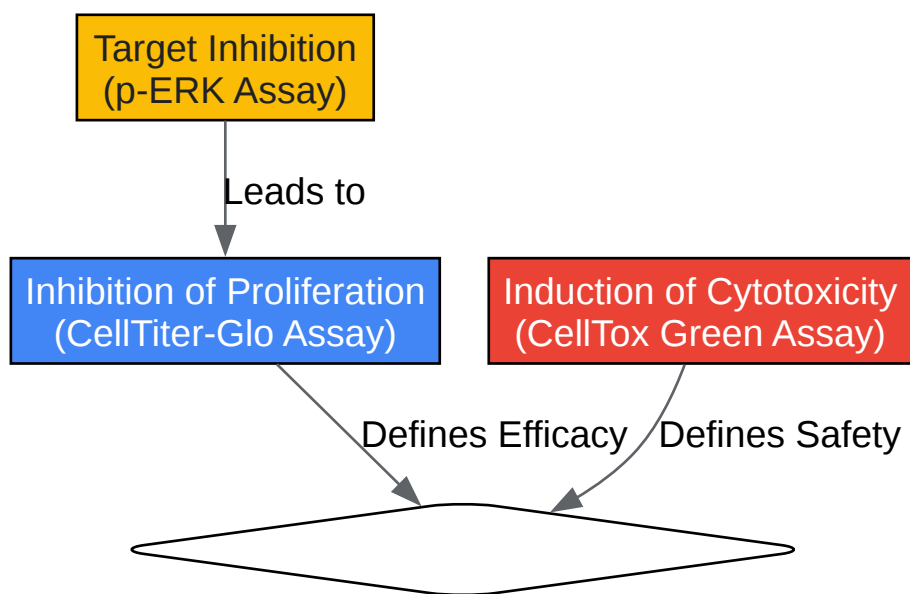 Target Inhibition
(p-ERK Assay)
Leads to
Inhibition of Proliferation
(CellTiter-Glo Assay)
Induction of Cytotoxicity
(CellTox Green Assay)
Defines Efficacy
Defines Safety